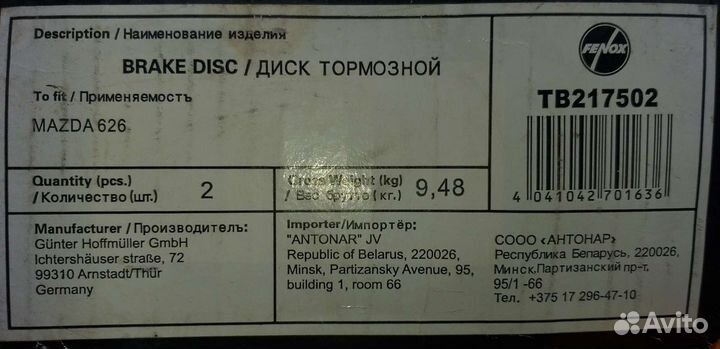 Description / Наименование изделия
BRAKE DISC / ДИСК ТОРМОЗНОЙ
To fit / Применяемостъ
MAZDA 626
FENOX
TB217502
4 041042 701636
Quantity (pcs.)
/ Количество (шт.)
2
Gross Weight (kg)
/ Вес брутто (кг.)
9,48
Manufacturer / Производителъ:
Günter Hoffmüller GmbH
Ichtershäuser straße, 72
99310 Arnstadt/Thür
Germany
Importer/Импортёр:
"ANTONAR" JV
Republic of Belarus, 220026,
Minsk, Partizansky Avenue, 95,
building 1, room 66
СООО «АНТОНАР»
Республика Беларусь, 220026,
Минск,Партизанский пр-т,
95/1 -66
Тел. +375 17 296-47-10
Avito